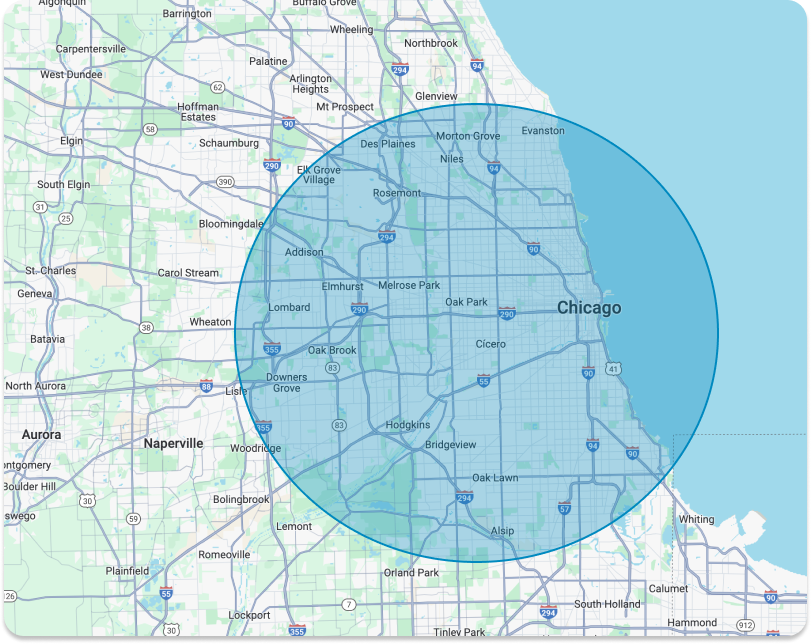 Algonquin
Buffalo Grove
Barrington
Wheeling
Northbrook
Carpentersville
Palatine
94
294
West Dundee
Arlington
Heights
62
Glenview
Hoffman
Estates
Mt Prospect
90
58
Evanston
Morton Grove
Elgin
Schaumburg
Des Plaines
Niles
290
94
Elk Grove
Village
390
South Elgin
Rosemont
31
25
Bloomingdale
294
90
Addison
St. Charles
Carol Stream
Elmhurst
Melrose Park
Geneva
Oak Park
Lombard
290
290
Chicago
Wheaton
38
Batavia
355
Oak Brook
Cicero
83
41
90
Downers
Grove
55
North Aurora
88
Lisle
83
Hodgkins
355
Aurora
Naperville
Bridgeview
94
90
Woodridge
ontgomery
Oak Lawn
Boulder Hill
30
Bolingbrook
294
57
swego
59
Lemont
Whiting
Alsip
Romeoville
Plainfield
Orland Park
55
Calumet
26
90
7
South Holland
294
Lockport
Hammond
912
30
355
Tinley Park